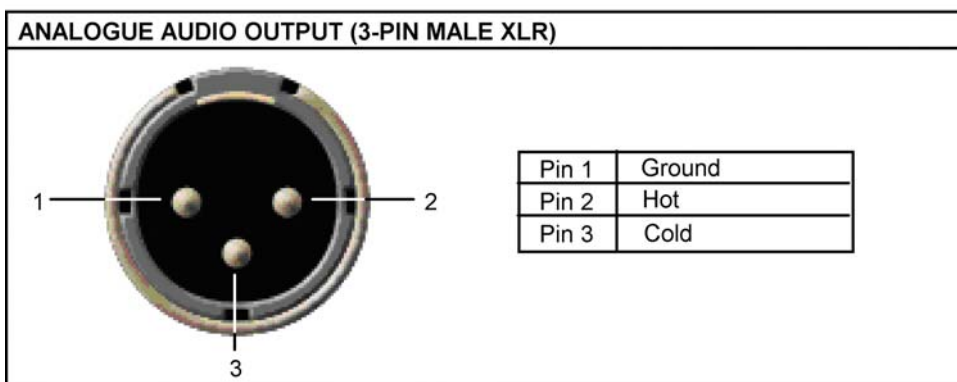 ANALOGUE AUDIO OUTPUT (3-PIN MALE XLR)
1
2
3
Pin 1 Ground
Pin 2 Hot
Pin 3 Cold